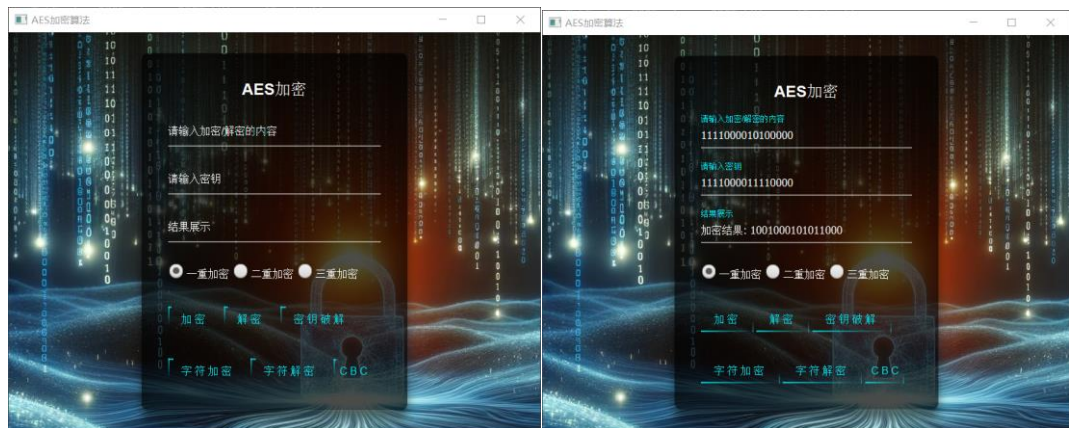 AES加密算法
AES加密
请输入加密/解密的内容
请输入密钥
结果展示
一重加密 二重加密 三重加密
加密 解密 密钥破解
字符加密 字符解密 CBC
AES加密算法
AES加密
请输入加密/解密的内容
1111000010100000
请输入密钥
1111000011110000
结果展示
加密结果: 1001000101011000
一重加密 二重加密 三重加密
加密 解密 密钥破解
字符加密 字符解密 CBC